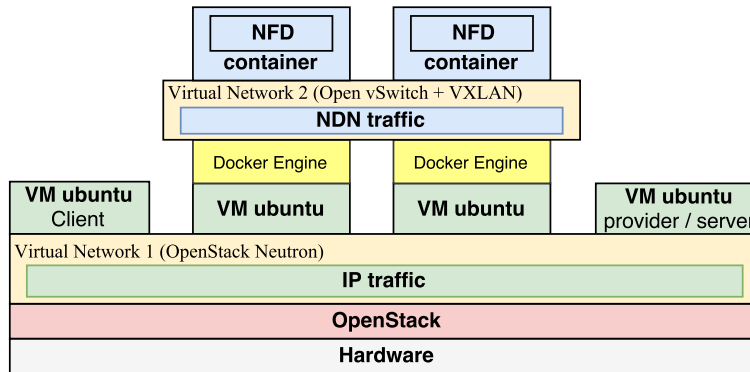 NFD
container
NFD
container
Virtual Network 2 (Open vSwitch + VXLAN)
NDN traffic
Docker Engine
Docker Engine
VM ubuntu
Client
VM ubuntu
VM ubuntu
VM ubuntu
provider / server
Virtual Network 1 (OpenStack Neutron)
IP traffic
OpenStack
Hardware